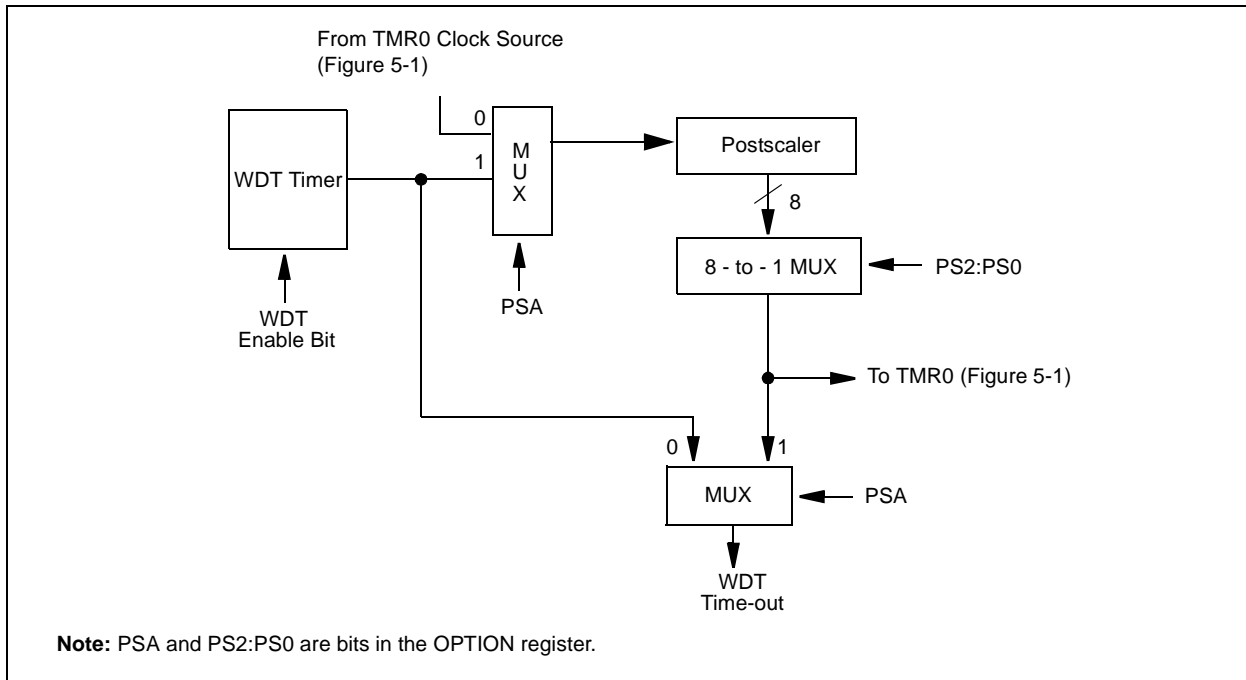 From TMR0 Clock Source
(Figure 5-1)
0
1
M
U
X
WDT Timer
Postscaler
8
8 - to - 1 MUX
PS2:PS0
PSA
WDT
Enable Bit
To TMR0 (Figure 5-1)
0
1
MUX
PSA
WDT
Time-out
Note: PSA and PS2:PS0 are bits in the OPTION register.